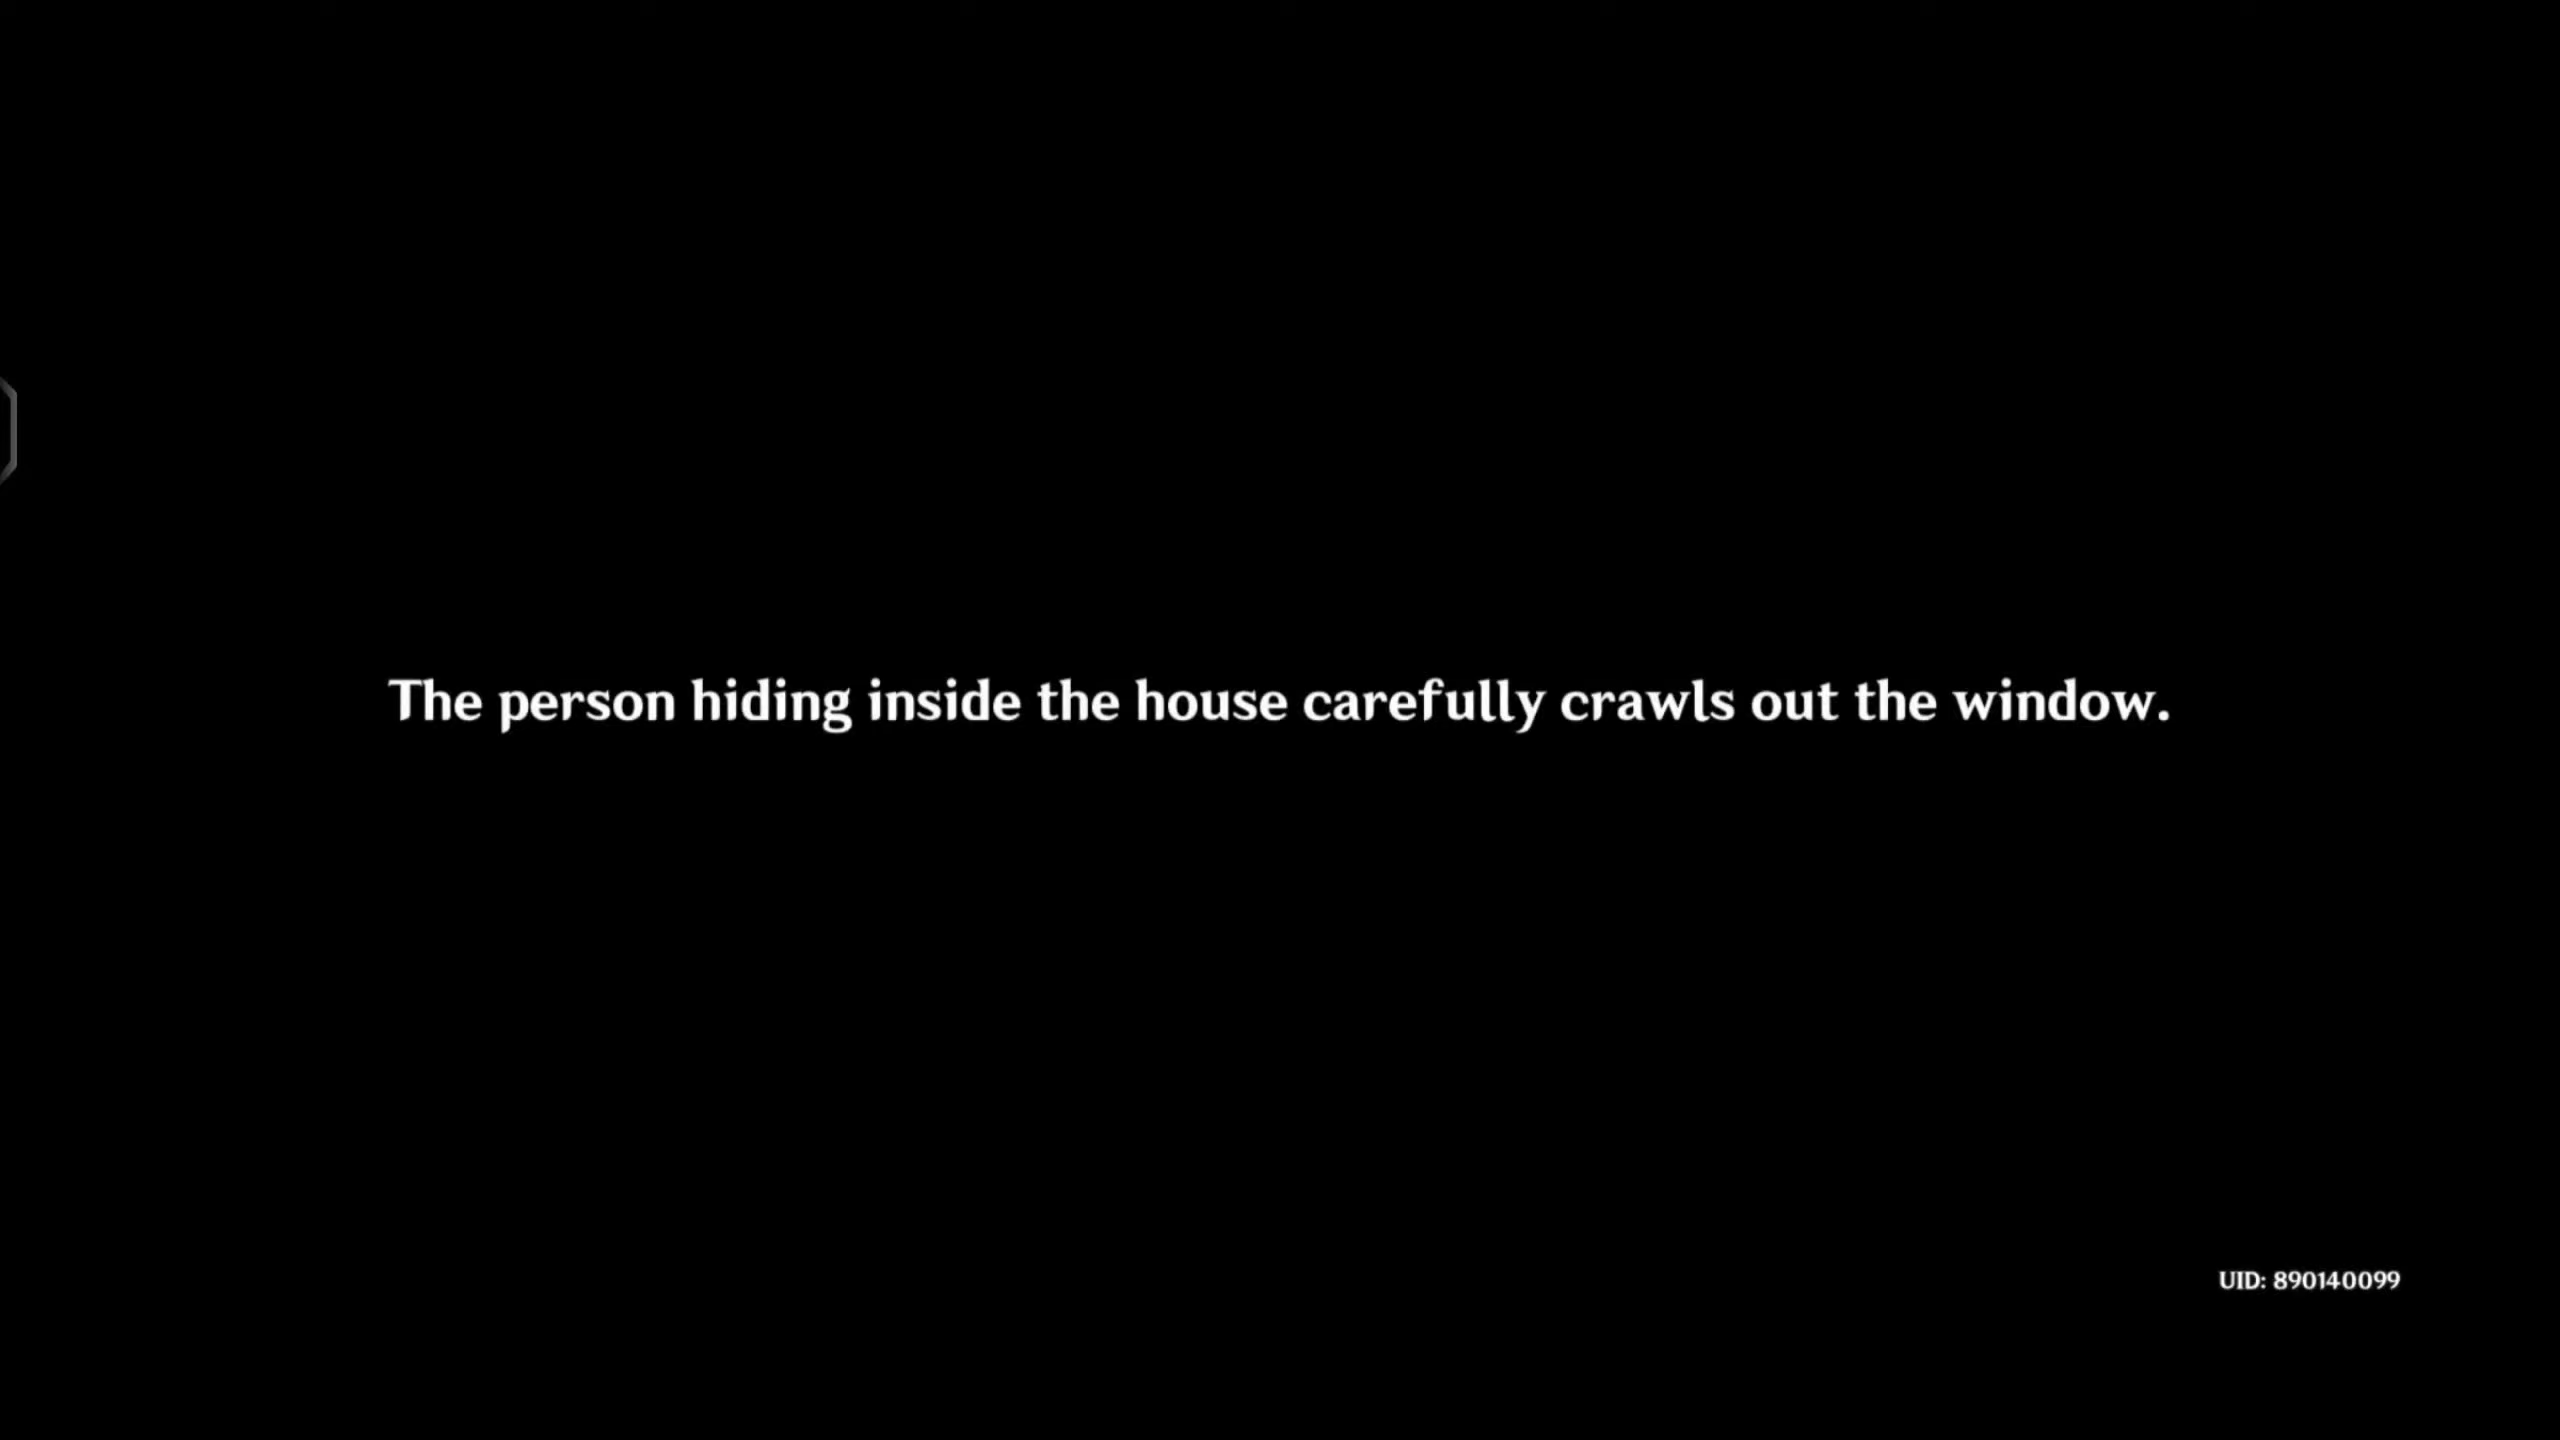 The person hiding inside the house carefully crawls out the window.
UID: 890140099